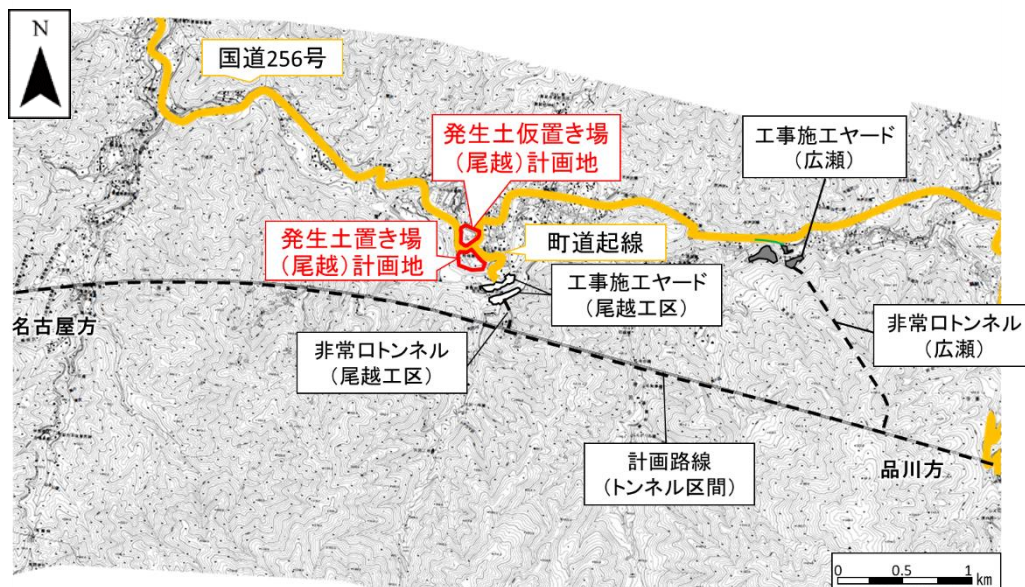 N
国道256号
発生土仮置き場
(尾越)計画地
工事施工ヤード
(広瀬)
発生土置き場
(尾越)計画地
町道起線
工事施工ヤード
(尾越工区)
名古屋方
非常口トンネル
(尾越工区)
非常口トンネル
(広瀬)
計画路線
(トンネル区間)
品川方
0 0.5 1 km